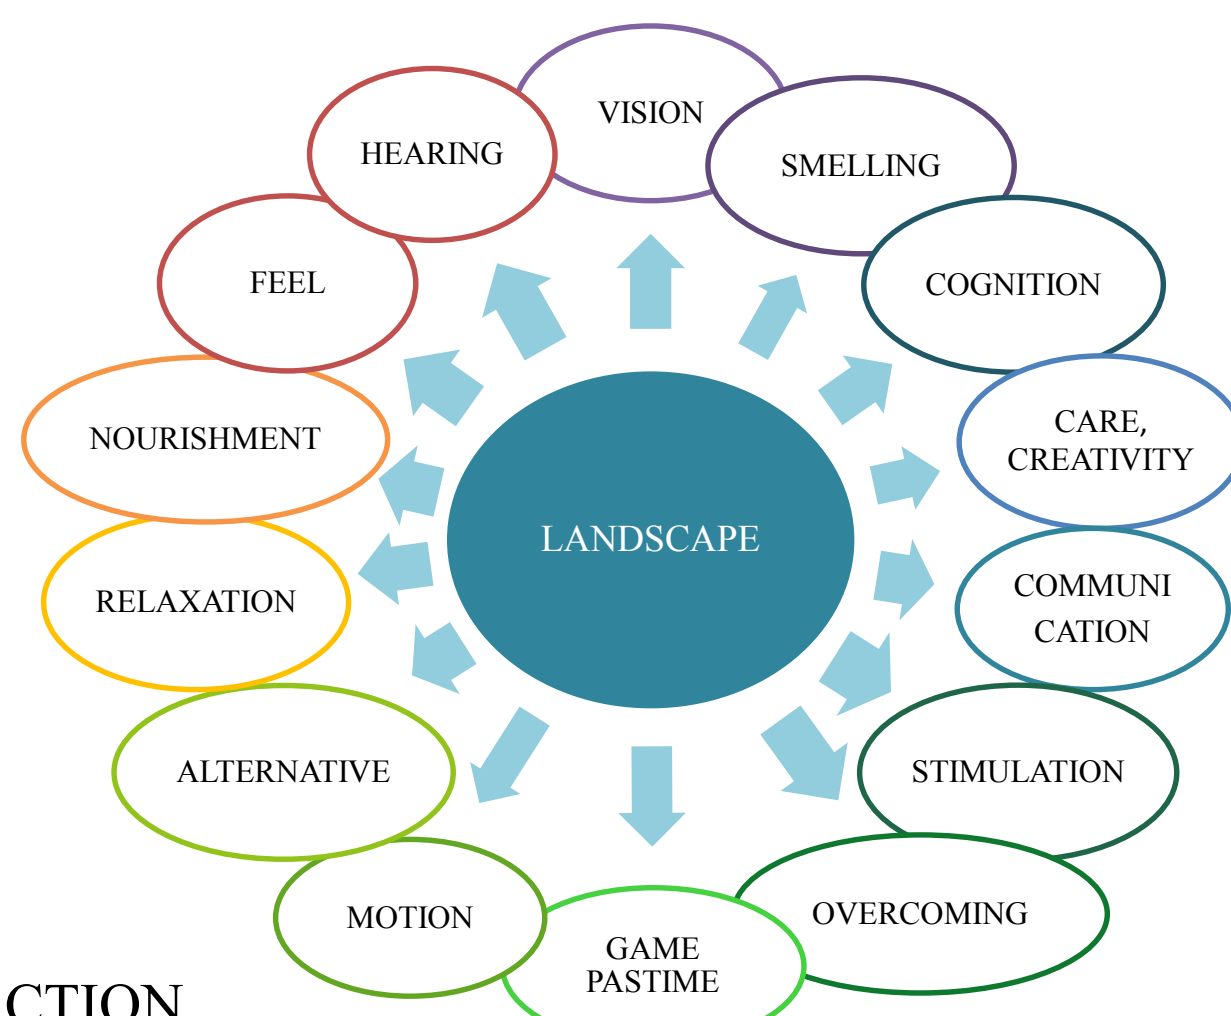 VISION
HEARING
SMELLING
FEEL
COGNITION
NOURISHMENT
CARE,
CREATIVITY
LANDSCAPE
RELAXATION
COMMUNI
CATION
ALTERNATIVE
STIMULATION
MOTION
OVERCOMING
GAME
PASTIME
CTION